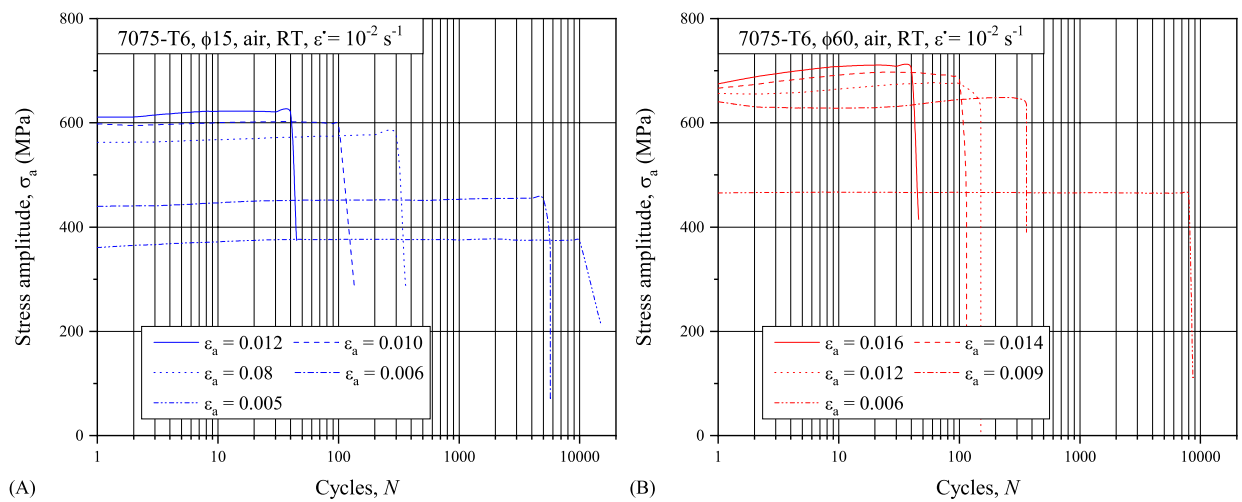 7075-T6, ϕ15, air, RT, ε˙= 10-2 s-1
800
600
400
200
0
Stress amplitude, σa (MPa)
εa = 0.012
εa = 0.010
εa = 0.08
εa = 0.006
εa = 0.005
1
10
100
1000
10000
Cycles, N
(A)
7075-T6, ϕ60, air, RT, ε˙= 10-2 s-1
800
600
400
200
0
Stress amplitude, σa (MPa)
εa = 0.016
εa = 0.014
εa = 0.012
εa = 0.009
εa = 0.006
1
10
100
1000
10000
Cycles, N
(B)